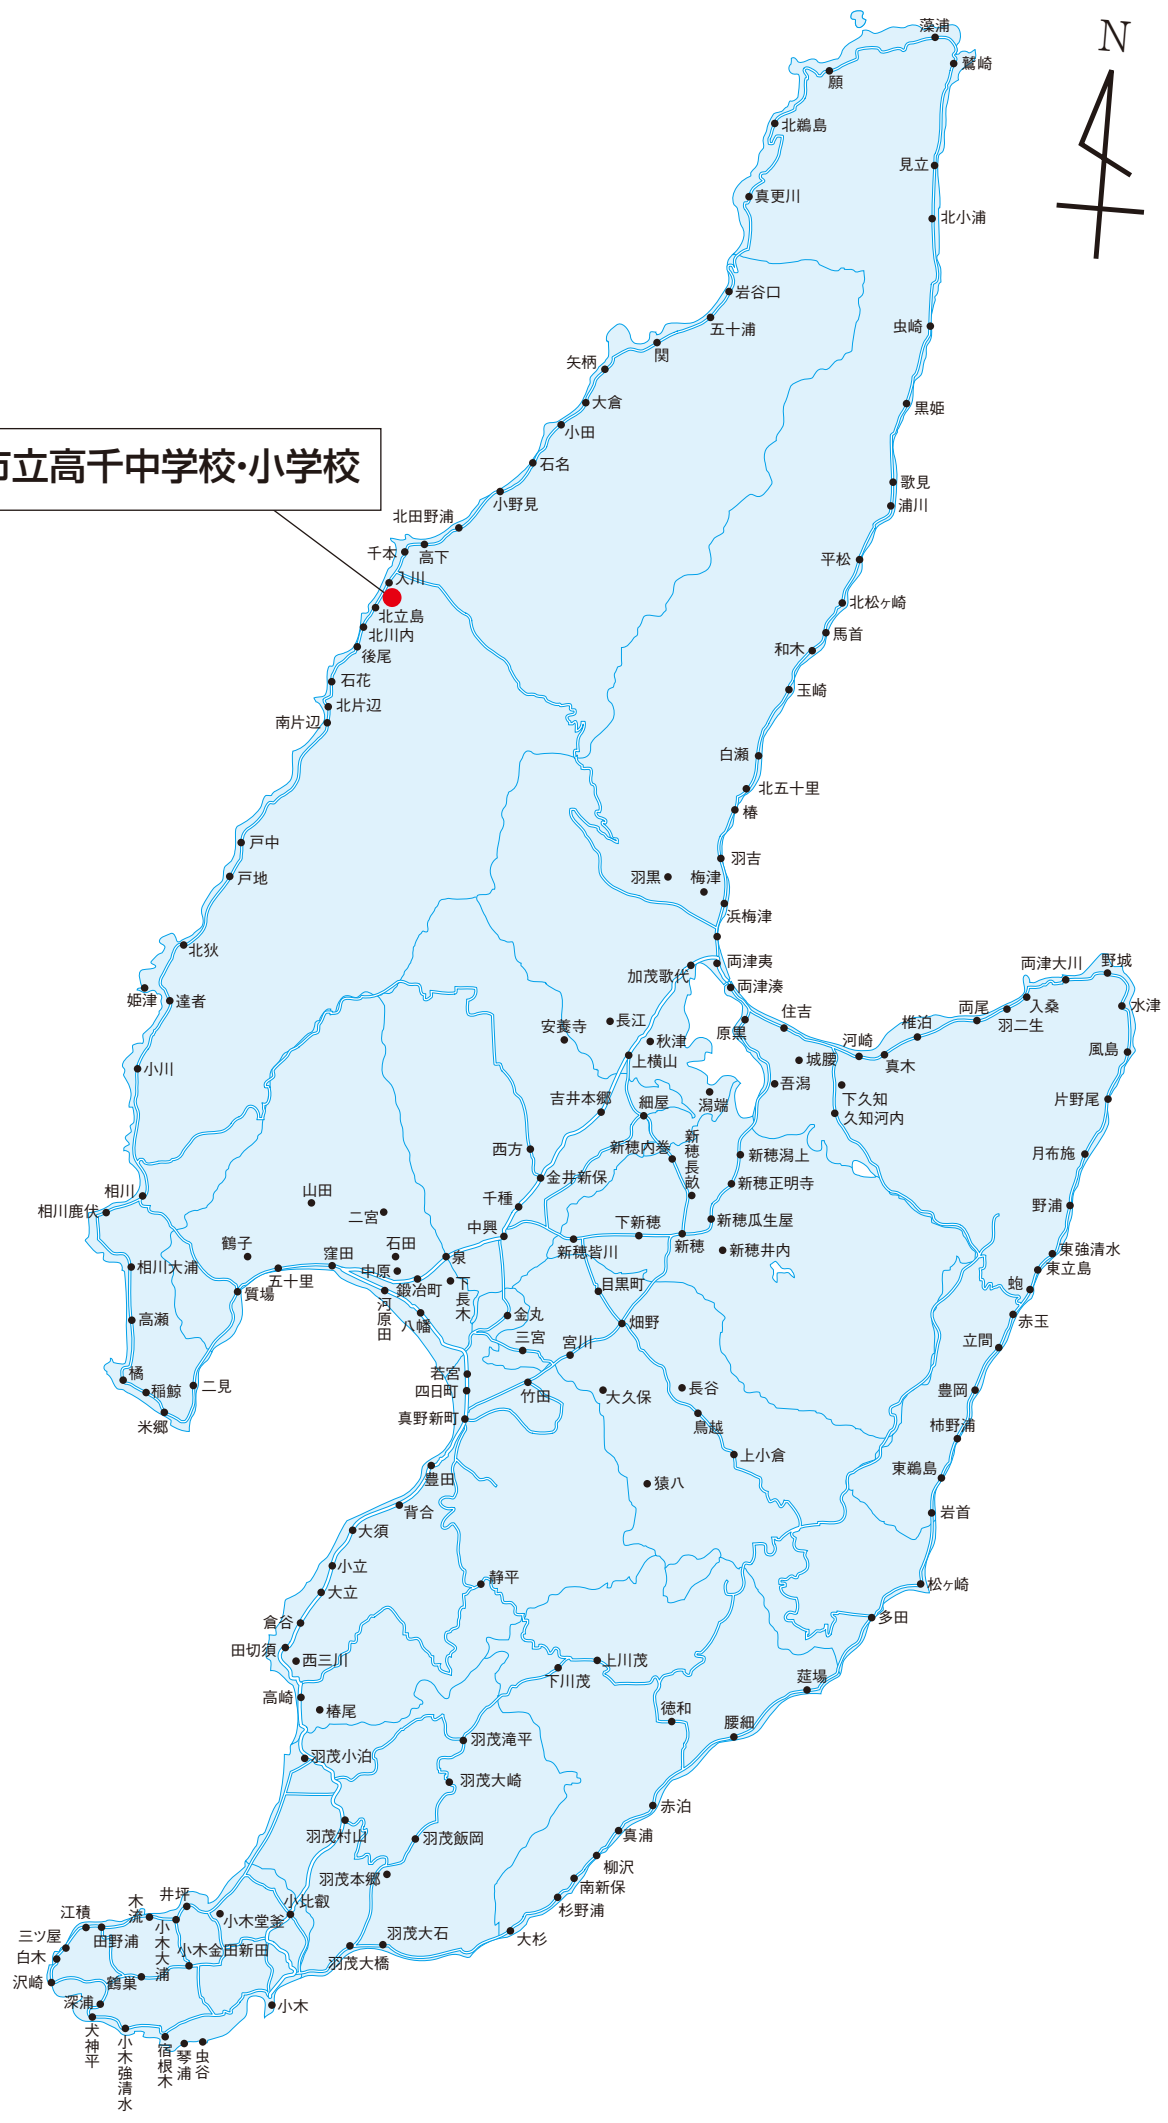 N
藻浦
鷲崎
願
北鵜島
見立
真更川
北小浦
岩谷口
五十浦
虫崎
関
矢柄
大倉
黒姫
小田
市立高千中学校・小学校
石名
歌見
小野見
浦川
北田野浦
千本
高下
平松
入川
北松ヶ崎
北立島
北川内
馬首
後尾
和木
石花
玉崎
北片辺
南片辺
白瀬
北五十里
椿
戸中
羽吉
戸地
羽黒
梅津
浜梅津
北狄
両津夷
加茂歌代
両津大川
野城
姫津
達者
両津湊
住吉
両尾
入桑
水津
長江
安養寺
原黒
羽二生
椎泊
秋津
河崎
風島
上横山
城腰
真木
小川
吾潟
下久知
片野尾
吉井本郷
細屋
潟端
久知河内
西方
新穂内巻
新穂長畝
新穂潟上
月布施
金井新保
新穂正明寺
相川
山田
千種
野浦
相川鹿伏
二宮
中興
下新穂
新穂瓜生屋
鶴子
石田
泉
新穂皆川
新穂
新穂井内
東強清水
窪田
中原
東立島
相川大浦
五十里
鍛冶町
下長木
目黒町
蚫
質場
河原田
八幡
金丸
赤玉
高瀬
畑野
三宮
宮川
立間
橘
若宮
稲鯨
二見
四日町
竹田
大久保
長谷
豊岡
米郷
真野新町
鳥越
柿野浦
上小倉
豊田
東鵜島
猿八
背合
岩首
大須
小立
静平
大立
松ヶ崎
倉谷
多田
田切須
西三川
上川茂
下川茂
高崎
莚場
椿尾
徳和
腰細
羽茂滝平
羽茂小泊
羽茂大崎
赤泊
羽茂村山
羽茂飯岡
真浦
柳沢
羽茂本郷
南新保
井坪
木流
小比叡
杉野浦
江積
小木堂釜
三ツ屋
田野浦
小木大浦
大杉
羽茂大石
白木
小木金田新田
羽茂大橋
沢崎
鶴巣
深浦
小木
犬神平
小木強清水
宿根木
琴浦
虫谷